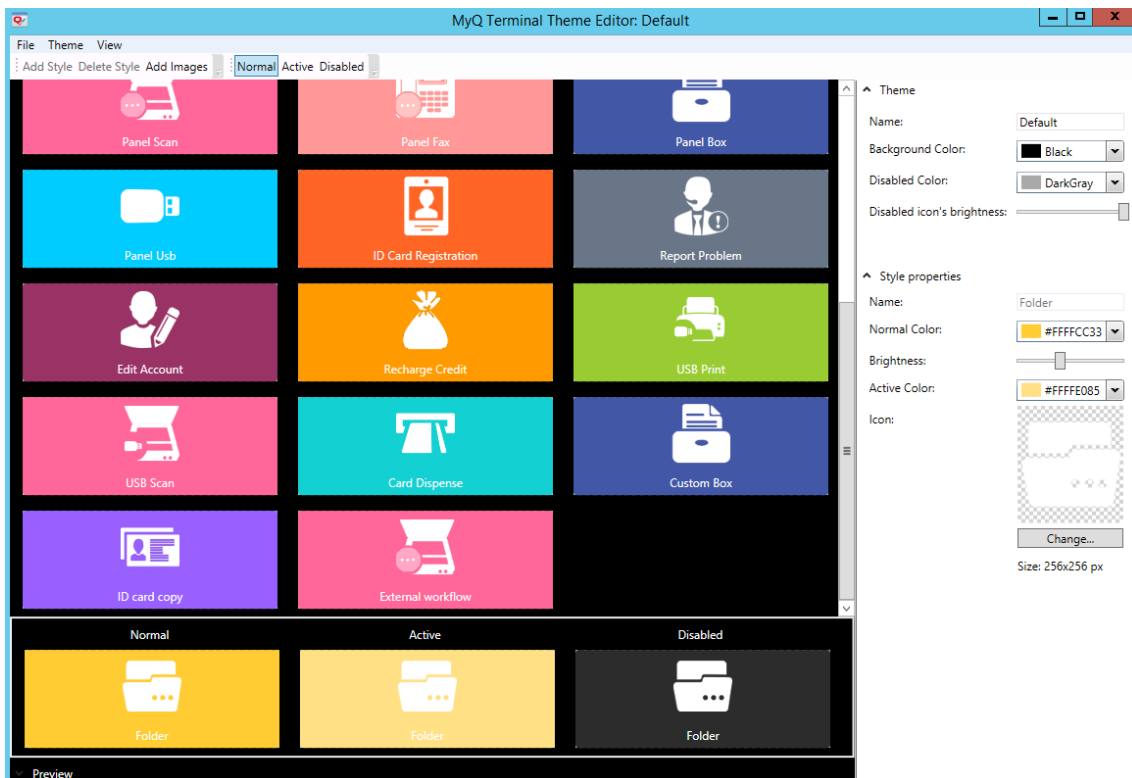 MyQ Terminal Theme Editor: Default
File Theme View
Add Style Delete Style Add Images Normal Active Disabled
Panel Scan Panel Fax Panel Box
Panel Usb ID Card Registration Report Problem
Edit Account Recharge Credit USB Print
USB Scan Card Dispense Custom Box
ID card copy External workflow
Normal Active Disabled
Folder Folder Folder
Preview
Theme
Name: Default
Background Color: Black
Disabled Color: DarkGray
Disabled icon's brightness:
Style properties
Name: Folder
Normal Color: #FFFFCC33
Brightness:
Active Color: #FFFFE085
Icon:
Change...
Size: 256x256 px